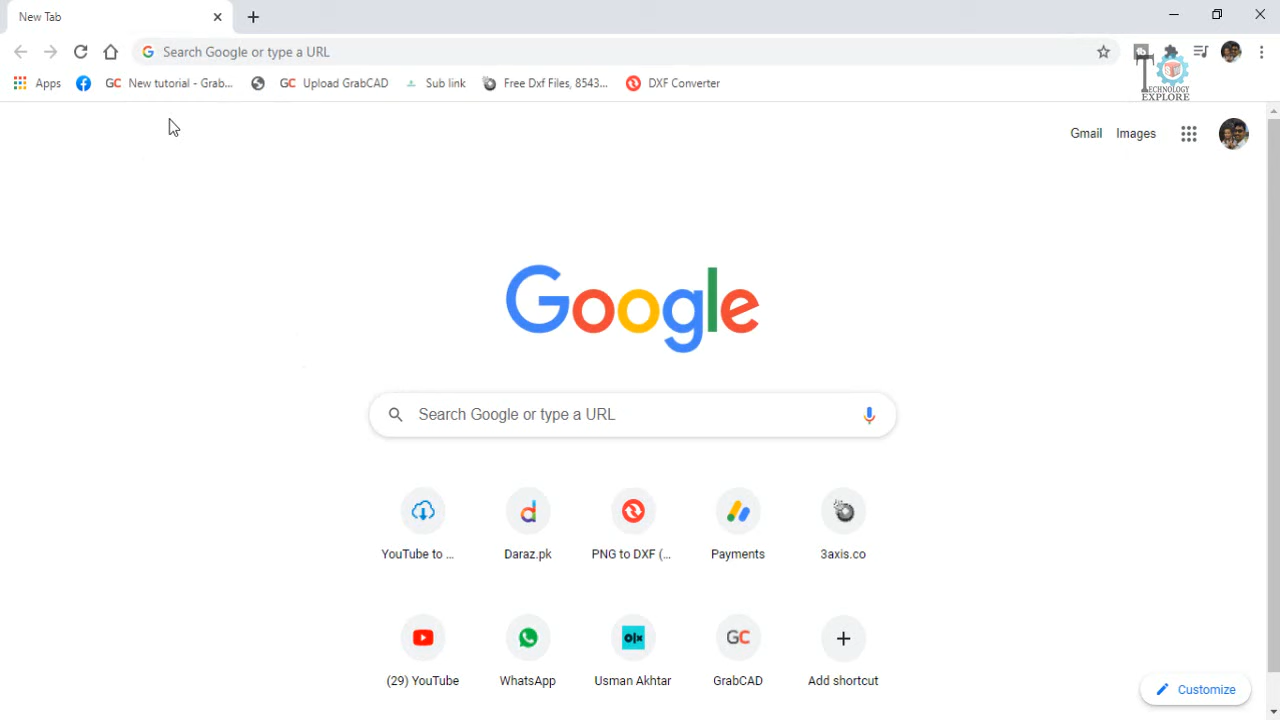 New Tab
Search Google or type a URL
Apps
GC New tutorial - Grab...
GC Upload GrabCAD
Sub link
Free Dxf Files, 8543...
DXF Converter
TECHNOLOGY
EXPLORE
Gmail Images
Google
Search Google or type a URL
YouTube to ...
Daraz.pk
PNG to DXF (...
Payments
3axis.co
olx
GC
(29) YouTube
WhatsApp
Usman Akhtar
GrabCAD
Add shortcut
Customize